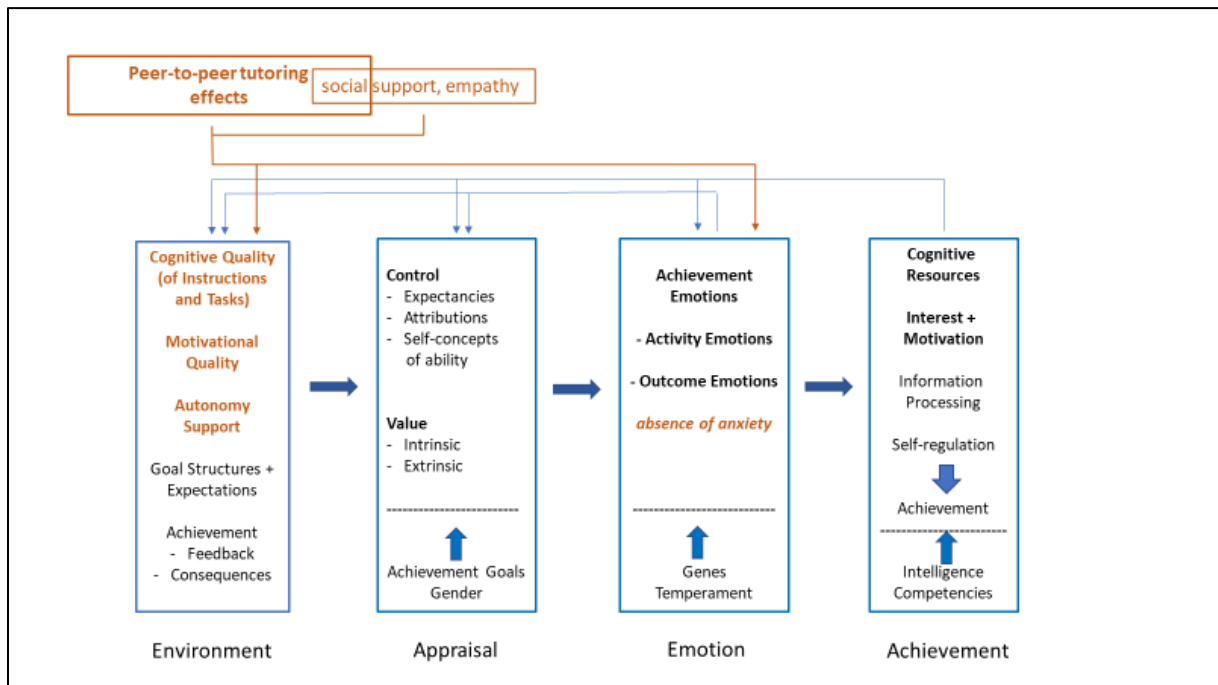 Peer-to-peer tutoring
effects
social support, empathy
Cognitive Quality
(of Instructions
and Tasks)
Motivational
Quality
Autonomy
Support
Goal Structures +
Expectations
Achievement
- Feedback
- Consequences
Environment
Control
- Expectancies
- Attributions
- Self-concepts
of ability
Value
- Intrinsic
- Extrinsic
Achievement Goals
Gender
Appraisal
Achievement
Emotions
- Activity Emotions
- Outcome Emotions
absence of anxiety
Genes
Temperament
Emotion
Cognitive
Resources
Interest +
Motivation
Information
Processing
Self-regulation
Achievement
Intelligence
Competencies
Achievement